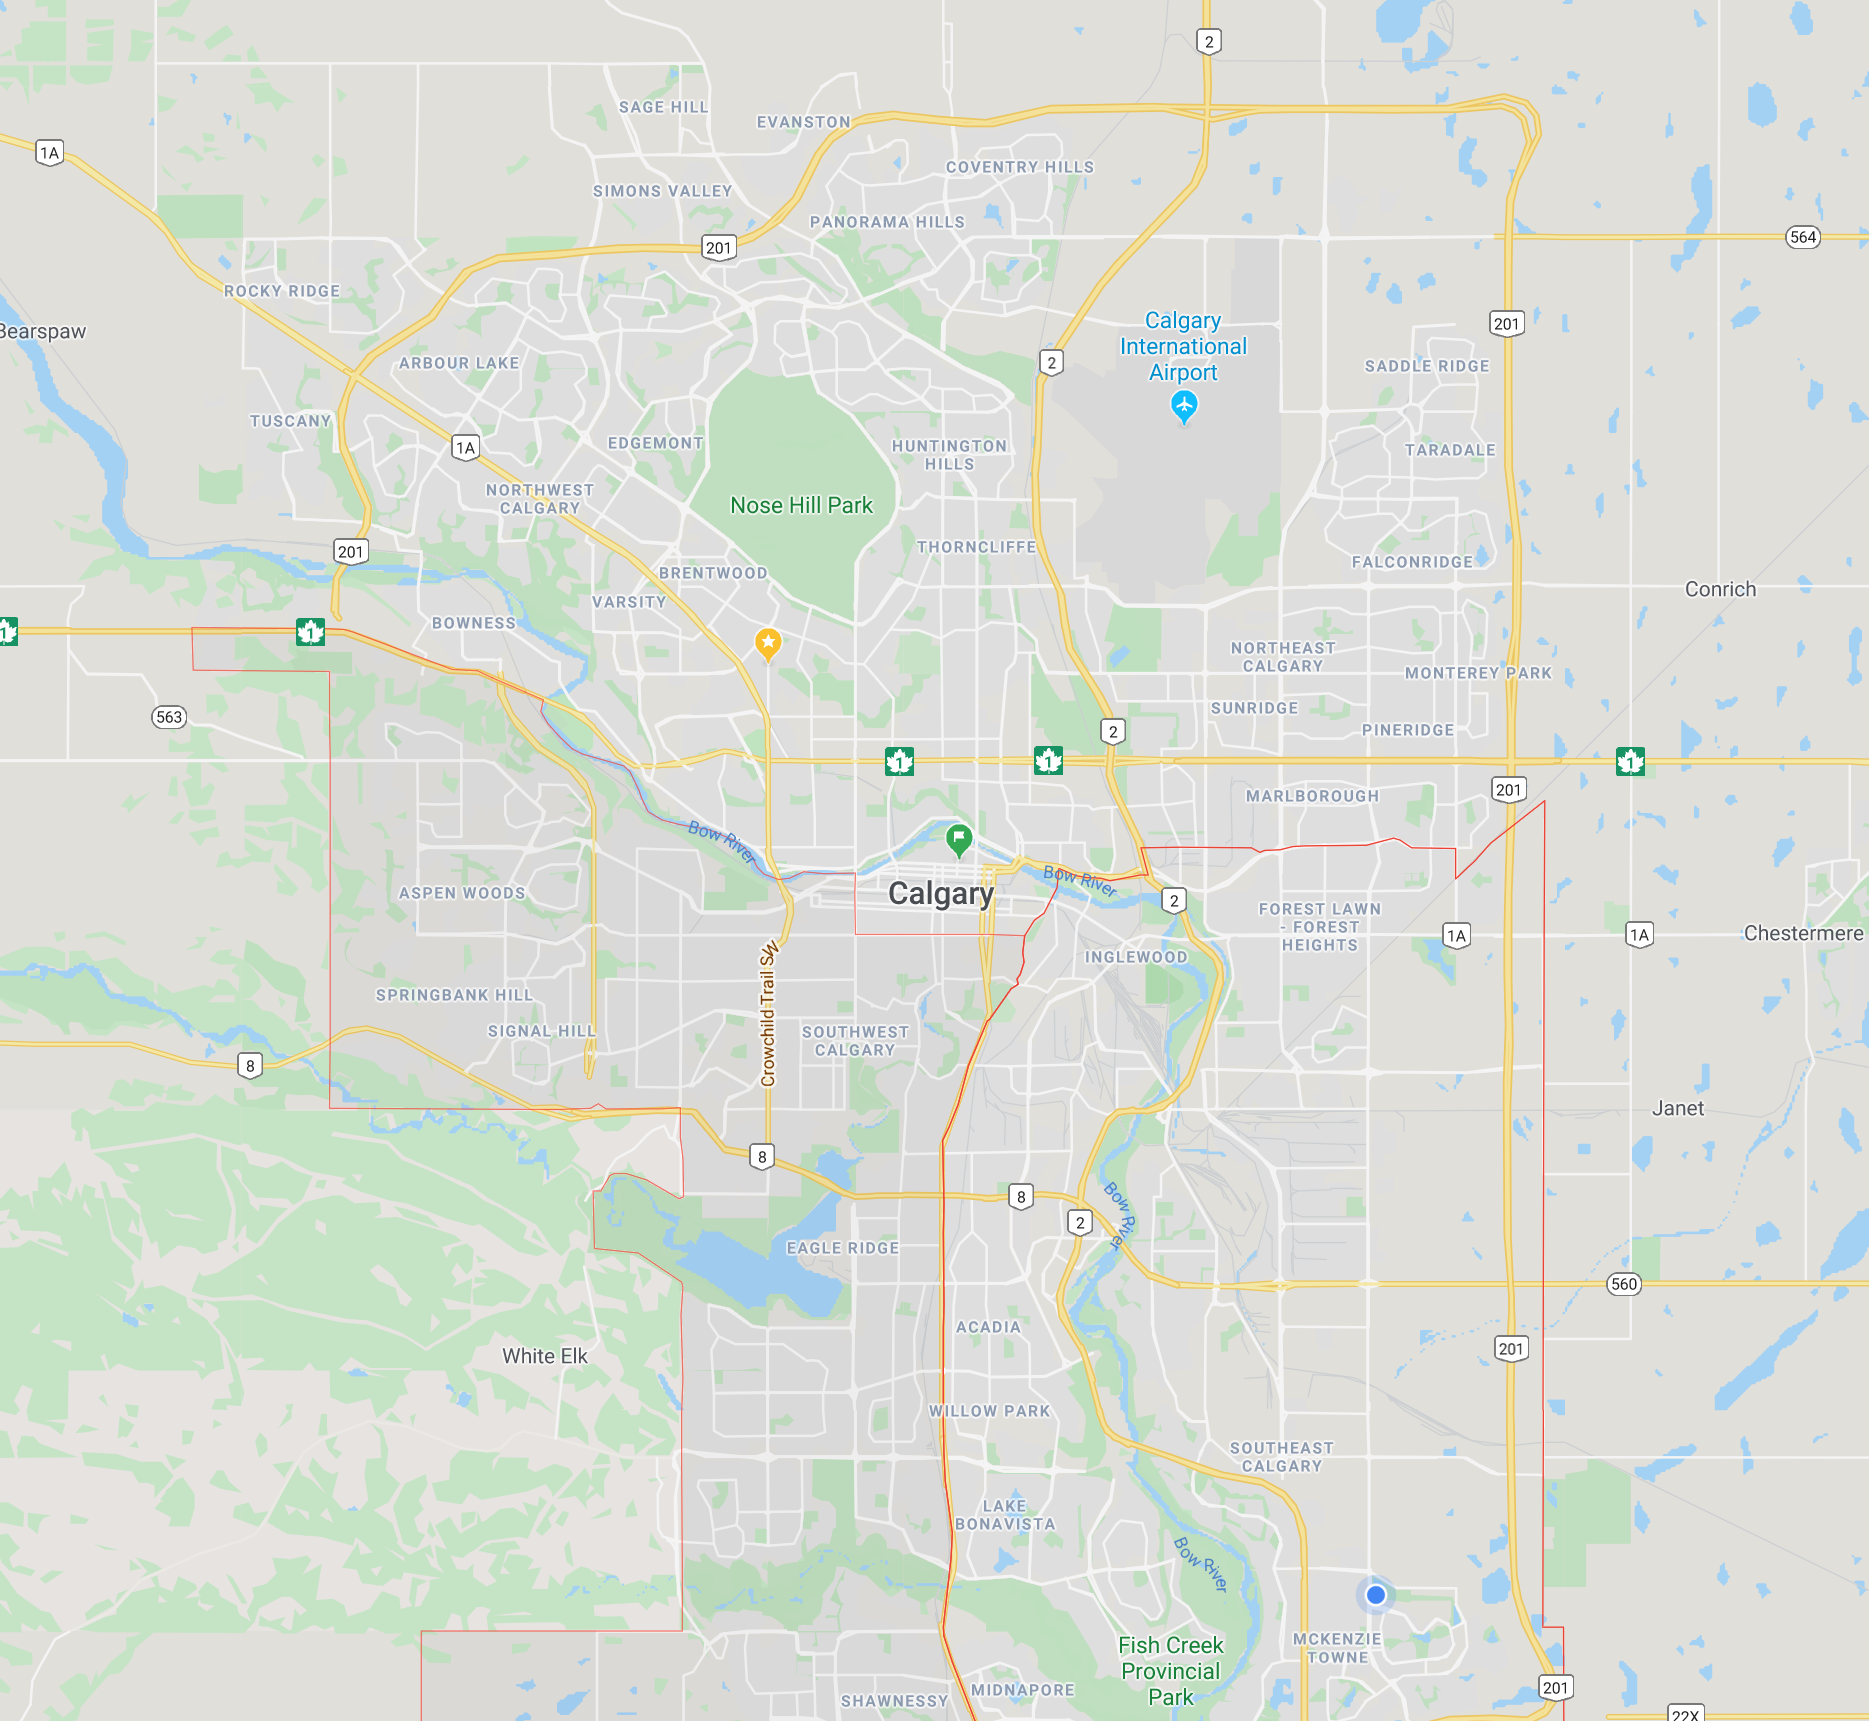 2
SAGE HILL
EVANSTON
1A
COVENTRY HILLS
SIMONS VALLEY
PANORAMA HILLS
201
564
ROCKY RIDGE
Bearspaw
Calgary
International
Airport
201
2
ARBOUR LAKE
SADDLE RIDGE
TUSCANY
1A
EDGEMONT
HUNTINGTON
HILLS
TARADALE
NORTHWEST
CALGARY
Nose Hill Park
201
THORNCLIFFE
FALCONRIDGE
BRENTWOOD
Conrich
VARSITY
BOWNESS
1
1
NORTHEAST
CALGARY
MONTEREY PARK
563
SUNRIDGE
2
PINERIDGE
1
1
1
201
MARLBOROUGH
Bow River
Calgary
Bow River
ASPEN WOODS
2
FOREST LAWN
- FOREST
HEIGHTS
1A
1A
Chestermere
INGLEWOOD
Crowchild Trail SW
SPRINGBANK HILL
SIGNAL HILL
SOUTHWEST
CALGARY
8
Janet
8
8
Bow River
2
EAGLE RIDGE
560
ACADIA
201
White Elk
WILLOW PARK
SOUTHEAST
CALGARY
LAKE
BONAVISTA
Bow River
Fish Creek
Provincial
Park
MCKENZIE
TOWNE
SHAWNESSY
MIDNAPORE
201
22X